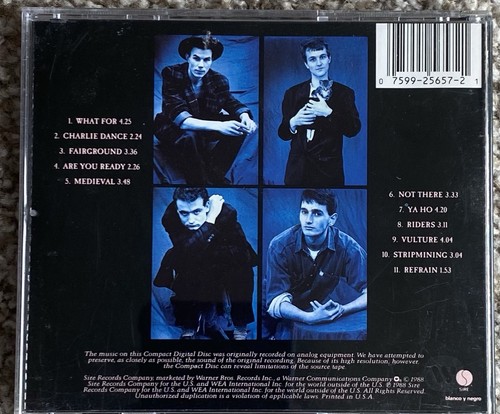 0 7599-25657-2 1
1. WHAT FOR 4.25
2. CHARLIE DANCE 2.24
3. FAIRGROUND 3.36
4. ARE YOU READY 2.26
5. MEDIEVAL 3.48
6. NOT THERE 3.33
7. YA HO 4.20
8. RIDERS 3.11
9. VULTURE 4.04
10. STRIPMINING 3.04
11. REFRAIN 1.53
The music on this Compact Digital Disc was originally recorded on analog equipment. We have attempted to
preserve, as closely as possible, the sound of the original recording. Because of its high resolution, however,
the Compact Disc can reveal limitations of the source tape.
Sire Records Company, marketed by Warner Bros. Records Inc., a Warner Communications Company © 1988
Sire Records Company for the U.S. and WEA International Inc. for the world outside of the U.S. ℗ 1988 Sire
Records Company for the U.S. and WEA International Inc. for the world outside of the U.S. All Rights Reserved.
Unauthorized duplication is a violation of applicable laws. Printed in U.S.A.
SIRE
blanco y negro